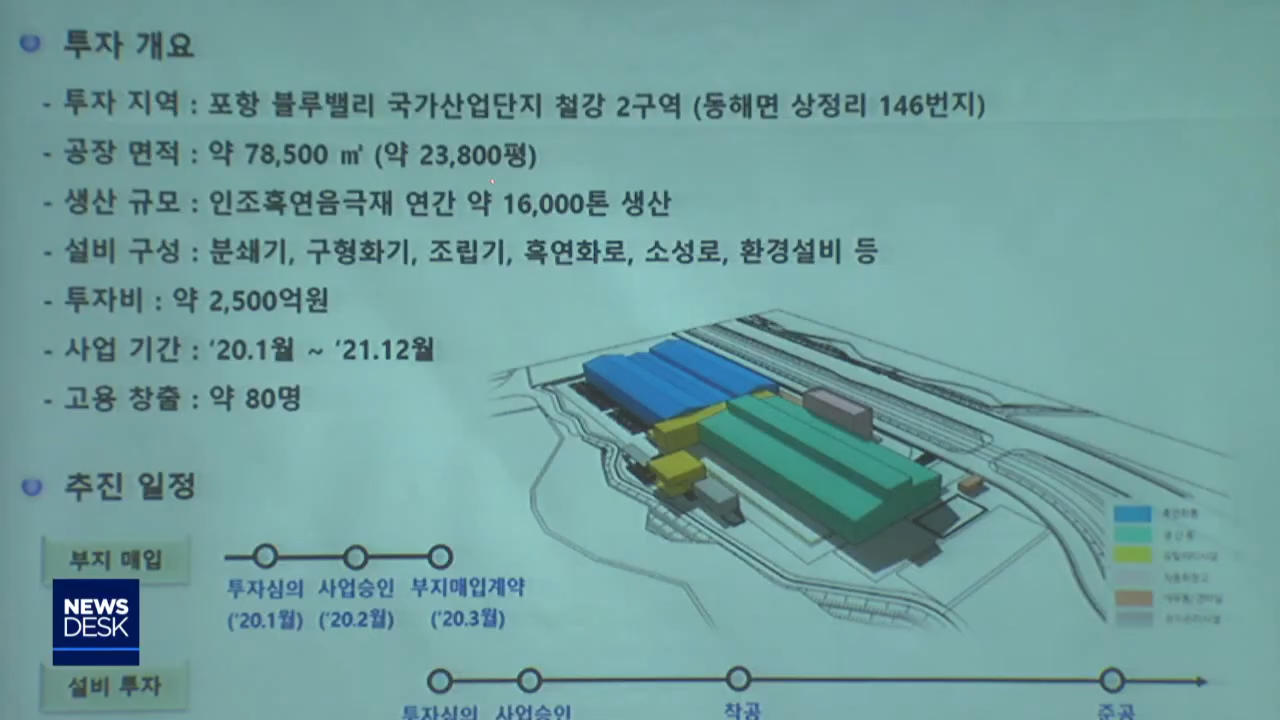 투자 개요
- 투자 지역 : 포항 블루밸리 국가산업단지 철강 2구역 (동해면 상정리 146번지)
- 공장 면적 : 약 78,500 ㎡ (약 23,800평)
- 생산 규모 : 인조흑연음극재 연간 약 16,000톤 생산
- 설비 구성 : 분쇄기, 구형화기, 조립기, 흑연화로, 소성로, 환경설비 등
- 투자비 : 약 2,500억원
- 사업 기간 : ‘20.1월 ~ ‘21.12월
- 고용 창출 : 약 80명
추진 일정
부지 매입
투자심의 사업승인 부지매입계약
(‘20.1월) (‘20.2월) (‘20.3월)
NEWS
DESK
설비 투자
투자심의 사업승인 착공 준공